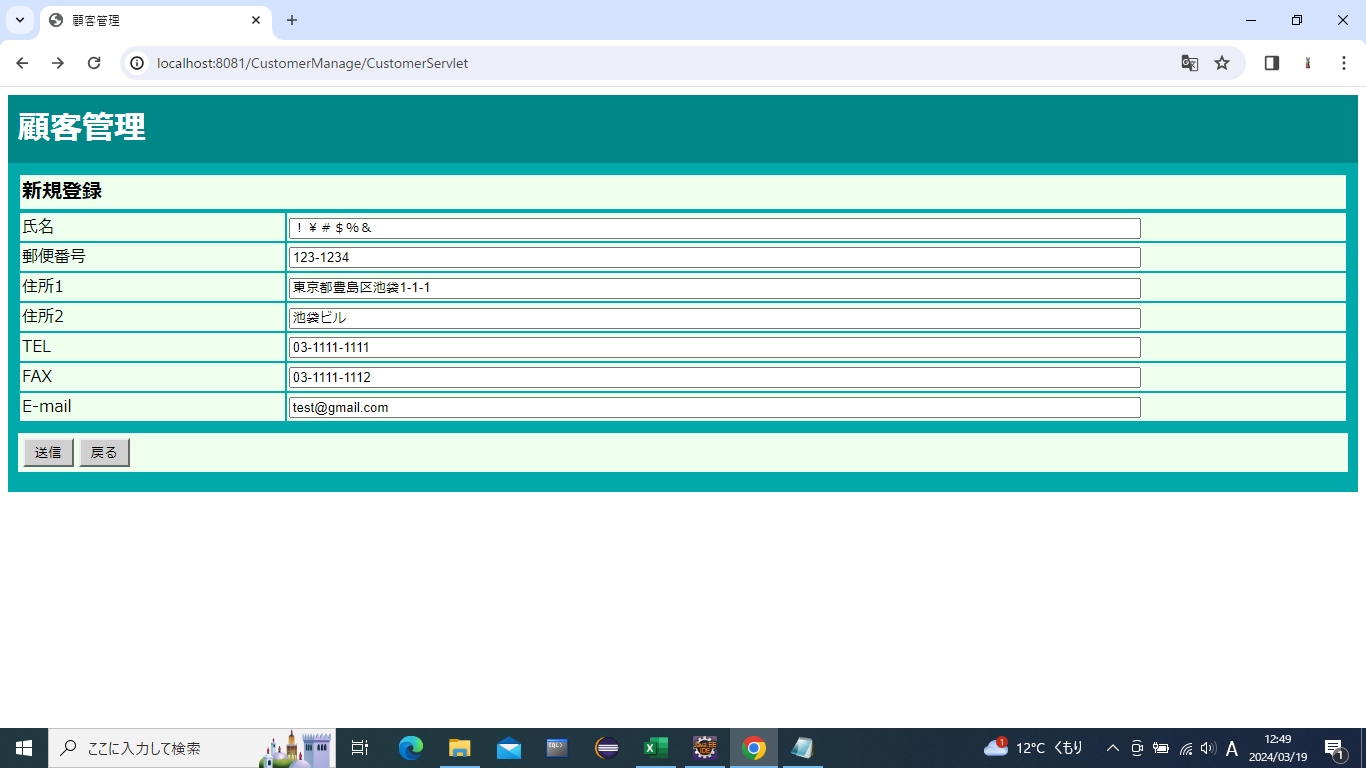 顧客管理
localhost:8081/CustomerManage/CustomerServlet
顧客管理
新規登録
氏名 ！￥＃＄％＆
郵便番号 123-1234
住所1 東京都豊島区池袋1-1-1
住所2 池袋ビル
TEL 03-1111-1111
FAX 03-1111-1112
E-mail test@gmail.com
送信 戻る
ここに入力して検索
12°C くもり
A
12:49
2024/03/19